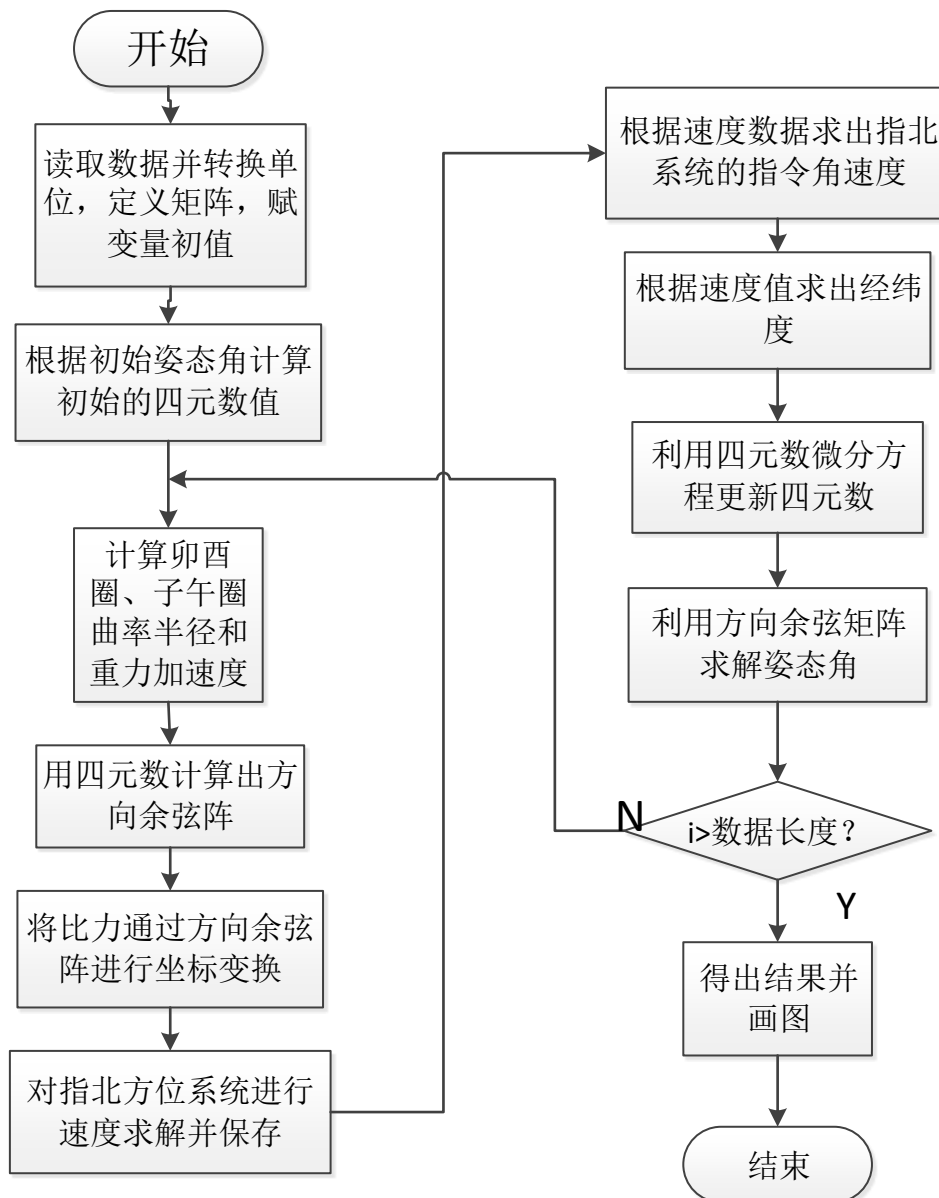 开始
读取数据并转换单
位，定义矩阵，赋
变量初值
根据初始姿态角计算
初始的四元数值
计算卯酉
圈、子午圈
曲率半径和
重力加速度
用四元数计算出方
向余弦阵
将比力通过方向余弦
阵进行坐标变换
对指北方位系统进行
速度求解并保存
根据速度数据求出指北
系统的指令角速度
根据速度值求出经纬
度
利用四元数微分方
程更新四元数
利用方向余弦矩阵
求解姿态角
N
i>数据长度？
Y
得出结果并
画图
结束